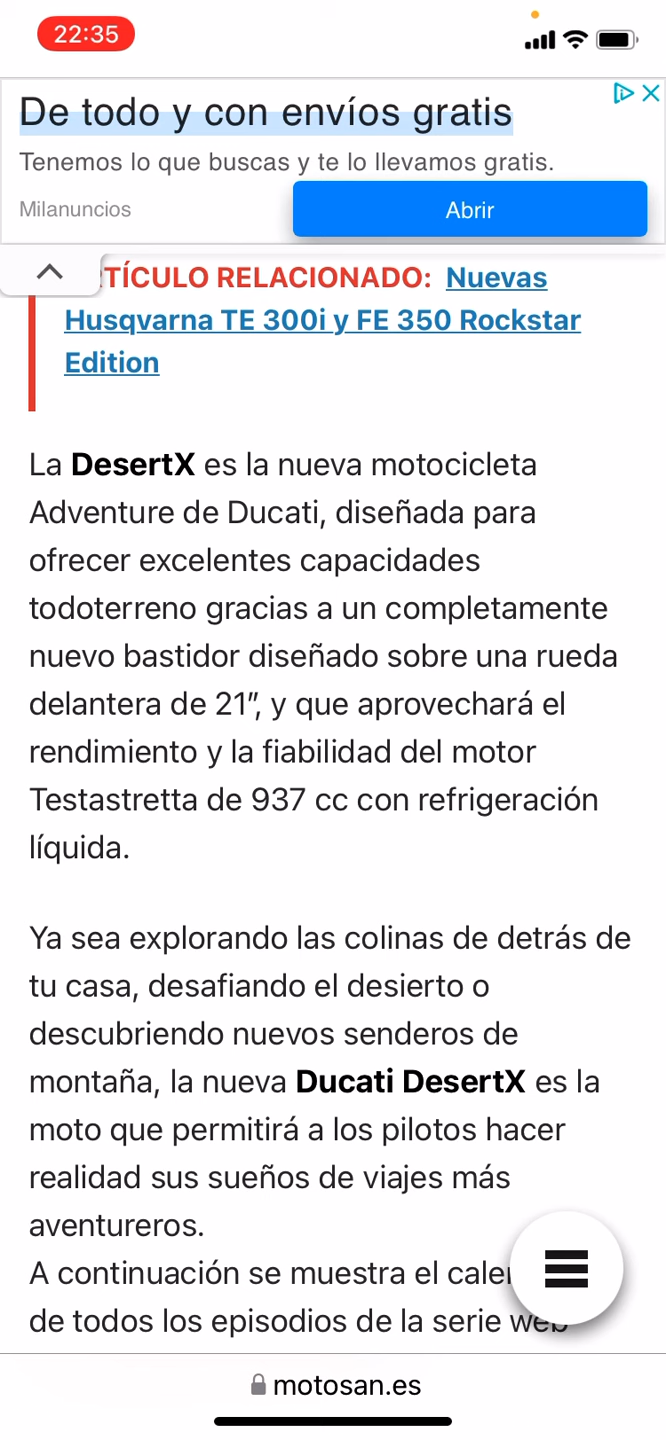 22:35
De todo y con envíos gratis
Tenemos lo que buscas y te lo llevamos gratis.
Milanuncios
Abrir
TÍCULO RELACIONADO: Nuevas
Husqvarna TE 300i y FE 350 Rockstar
Edition
La DesertX es la nueva motocicleta
Adventure de Ducati, diseñada para
ofrecer excelentes capacidades
todoterreno gracias a un completamente
nuevo bastidor diseñado sobre una rueda
delantera de 21”, y que aprovechará el
rendimiento y la fiabilidad del motor
Testastretta de 937 cc con refrigeración
líquida.
Ya sea explorando las colinas de detrás de
tu casa, desafiando el desierto o
descubriendo nuevos senderos de
montaña, la nueva Ducati DesertX es la
moto que permitirá a los pilotos hacer
realidad sus sueños de viajes más
aventureros.
A continuación se muestra el cale
de todos los episodios de la serie web
motosan.es